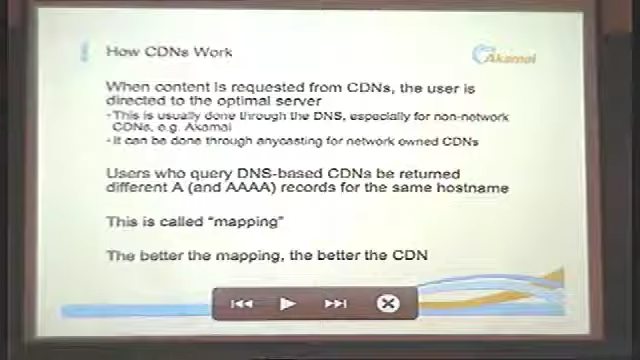 How CDNs Work
Akamai
When content is requested from CDNs, the user is
directed to the optimal server
- This is usually done through the DNS, especially for non-network
CDNs, e.g. Akamai
- It can be done through anycasting for network owned CDNs
Users who query DNS-based CDNs be returned
different A (and AAAA) records for the same hostname
This is called "mapping"
The better the mapping, the better the CDN